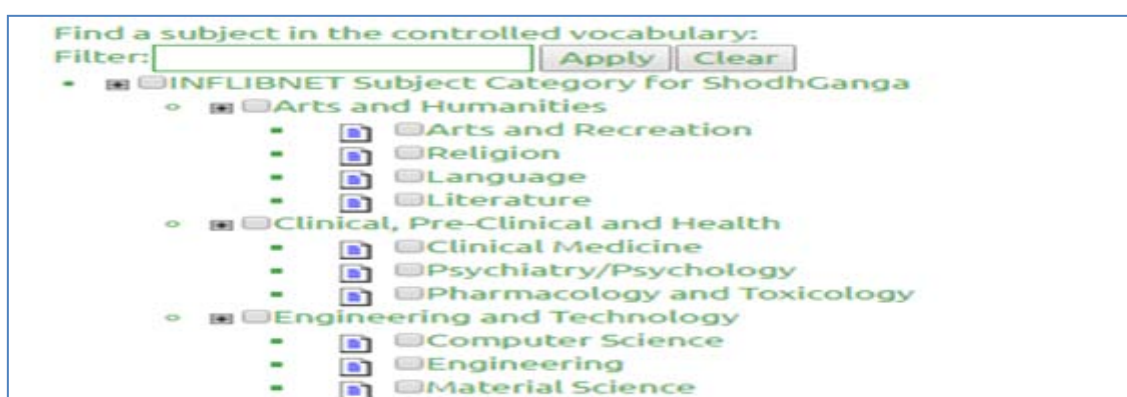 Find a subject in the controlled vocabulary:
Filter: Apply Clear
INFLIBNET Subject Category for ShodhGanga
Arts and Humanities
Arts and Recreation
Religion
Language
Literature
Clinical, Pre-Clinical and Health
Clinical Medicine
Psychiatry/Psychology
Pharmacology and Toxicology
Engineering and Technology
Computer Science
Engineering
Material Science